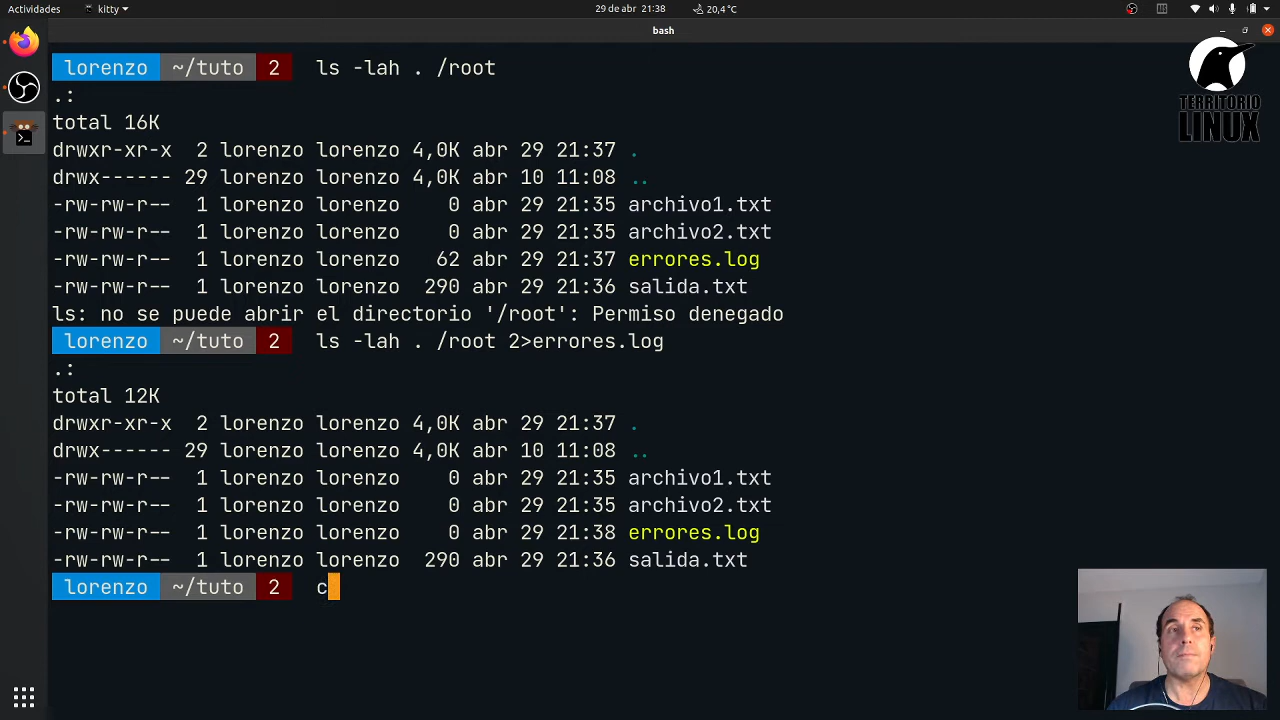 Actividades kitty 29 de abr 21:38 20,4 °C
bash
lorenzo ~/tuto 2 ls -lah . /root
.:
total 16K
drwxr-xr-x 2 lorenzo lorenzo 4,0K abr 29 21:37 .
drwx------ 29 lorenzo lorenzo 4,0K abr 10 11:08 ..
-rw-rw-r-- 1 lorenzo lorenzo 0 abr 29 21:35 archivo1.txt
-rw-rw-r-- 1 lorenzo lorenzo 0 abr 29 21:35 archivo2.txt
-rw-rw-r-- 1 lorenzo lorenzo 62 abr 29 21:37 errores.log
-rw-rw-r-- 1 lorenzo lorenzo 290 abr 29 21:36 salida.txt
ls: no se puede abrir el directorio '/root': Permiso denegado
lorenzo ~/tuto 2 ls -lah . /root 2>errores.log
.:
total 12K
drwxr-xr-x 2 lorenzo lorenzo 4,0K abr 29 21:37 .
drwx------ 29 lorenzo lorenzo 4,0K abr 10 11:08 ..
-rw-rw-r-- 1 lorenzo lorenzo 0 abr 29 21:35 archivo1.txt
-rw-rw-r-- 1 lorenzo lorenzo 0 abr 29 21:35 archivo2.txt
-rw-rw-r-- 1 lorenzo lorenzo 0 abr 29 21:38 errores.log
-rw-rw-r-- 1 lorenzo lorenzo 290 abr 29 21:36 salida.txt
lorenzo ~/tuto 2 c
TERRITORIO
LINUX